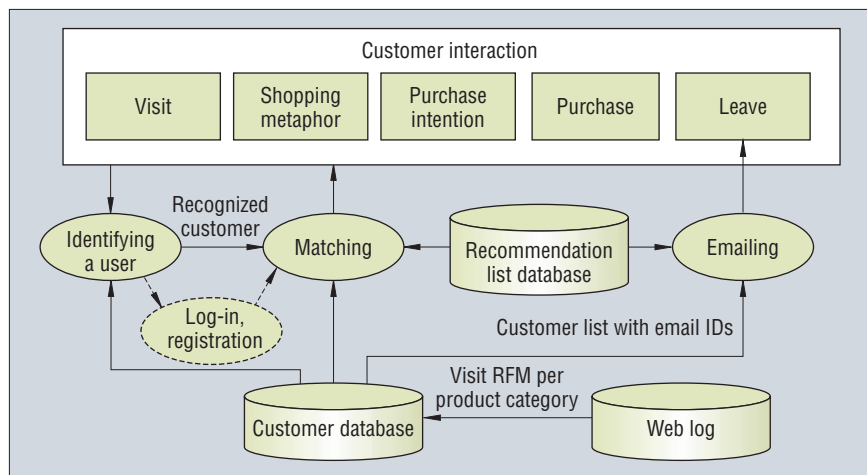 Customer interaction
Visit
Shopping
metaphor
Purchase
intention
Purchase
Leave
Recognized
customer
Identifying
a user
Matching
Recommendation
list database
Emailing
Log-in,
registration
Customer list with email IDs
Visit RFM per
product category
Customer database
Web log